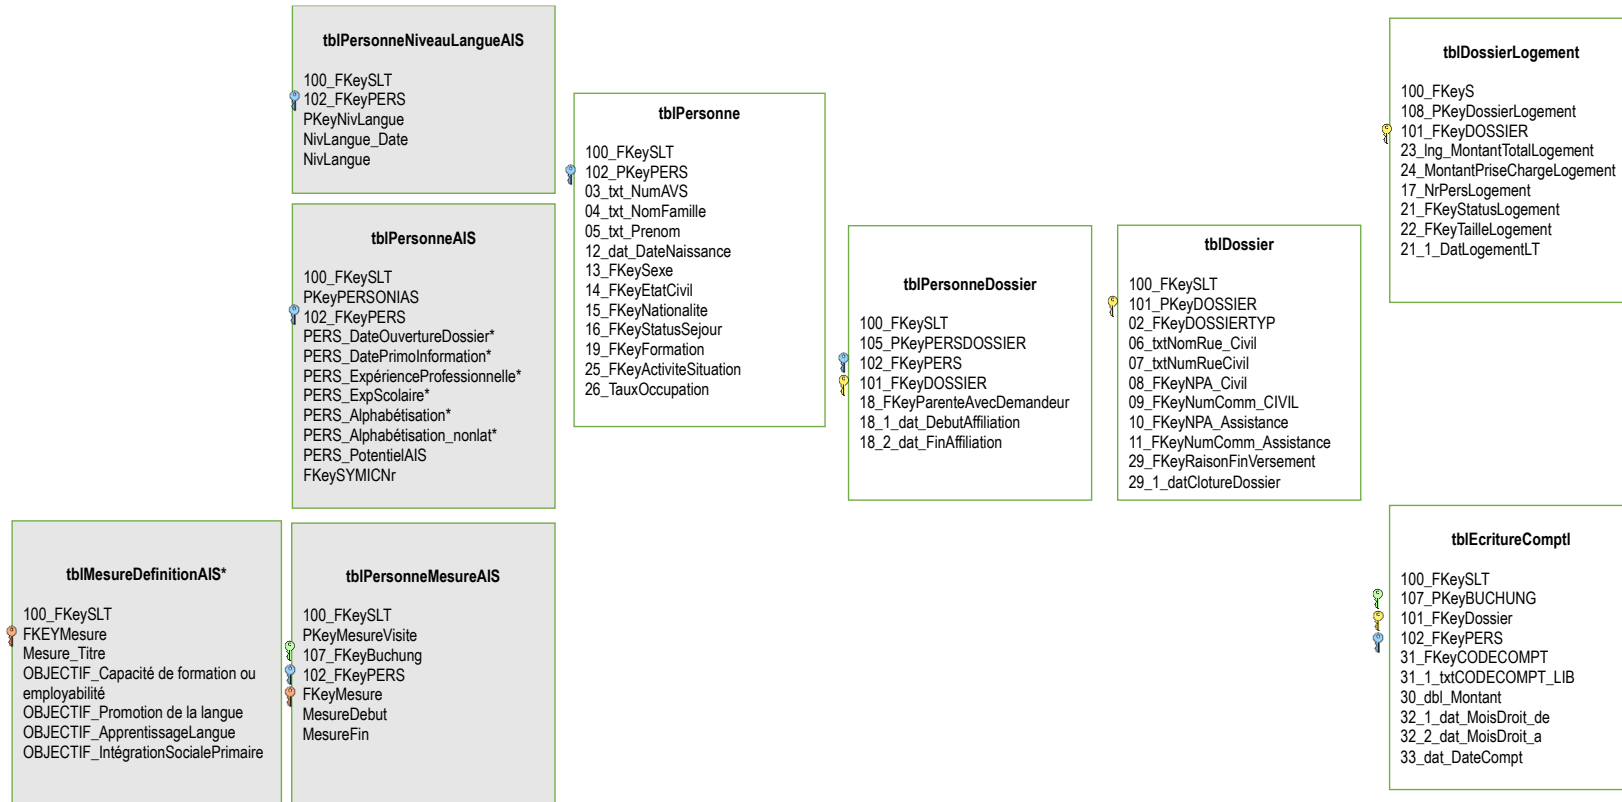 tblPersonneNiveauLangueAIS
100_FKeySLT
102_FKeyPERS
PKeyNivLangue
NivLangue_Date
NivLangue
tblPersonneAIS
100_FKeySLT
PKeyPERSONIAS
102_FKeyPERS
PERS_DateOuvertureDossier*
PERS_DatePrimoInformation*
PERS_ExpérienceProfessionnelle*
PERS_ExpScolaire*
PERS_Alphabétisation*
PERS_Alphabétisation_nonlat*
PERS_PotentielAIS
FKeySYMICNr
tblMesureDefinitionAIS*
100_FKeySLT
FKEYMesure
Mesure_Titre
OBJECTIF_Capacité de formation ou
employabilité
OBJECTIF_Promotion de la langue
OBJECTIF_ApprentissageLangue
OBJECTIF_IntégrationSocialePrimaire
tblPersonneMesureAIS
100_FKeySLT
PKeyMesureVisite
107_FKeyBuchung
102_FKeyPERS
FKeyMesure
MesureDebut
MesureFin
tblPersonne
100_FKeySLT
102_PKeyPERS
03_txt_NumAVS
04_txt_NomFamille
05_txt_Prenom
12_dat_DateNaissance
13_FKeySexe
14_FKeyEtatCivil
15_FKeyNationalite
16_FKeyStatusSejour
19_FKeyFormation
25_FKeyActiviteSituation
26_TauxOccupation
tblPersonneDossier
100_FKeySLT
105_PKeyPERSDOSSIER
102_FKeyPERS
101_FKeyDOSSIER
18_FKeyParenteAvecDemandeur
18_1_dat_DebutAffiliation
18_2_dat_FinAffiliation
tblDossier
100_FKeySLT
101_PKeyDOSSIER
02_FKeyDOSSIERTYP
06_txtNomRue_Civil
07_txtNumRueCivil
08_FKeyNPA_Civil
09_FKeyNumComm_CIVIL
10_FKeyNPA_Assistance
11_FKeyNumComm_Assistance
29_FKeyRaisonFinVersement
29_1_datClotureDossier
tblDossierLogement
100_FKeyS
108_PKeyDossierLogement
101_FKeyDOSSIER
23_lng_MontantTotalLogement
24_MontantPriseChargeLogement
17_NrPersLogement
21_FKeyStatusLogement
22_FKeyTailleLogement
21_1_DatLogementLT
tblEcritureComptl
100_FKeySLT
107_PKeyBUCHUNG
101_FKeyDossier
102_FKeyPERS
31_FKeyCODECOMPT
31_1_txtCODECOMPT_LIB
30_dbl_Montant
32_1_dat_MoisDroit_de
32_2_dat_MoisDroit_a
33_dat_DateCompt